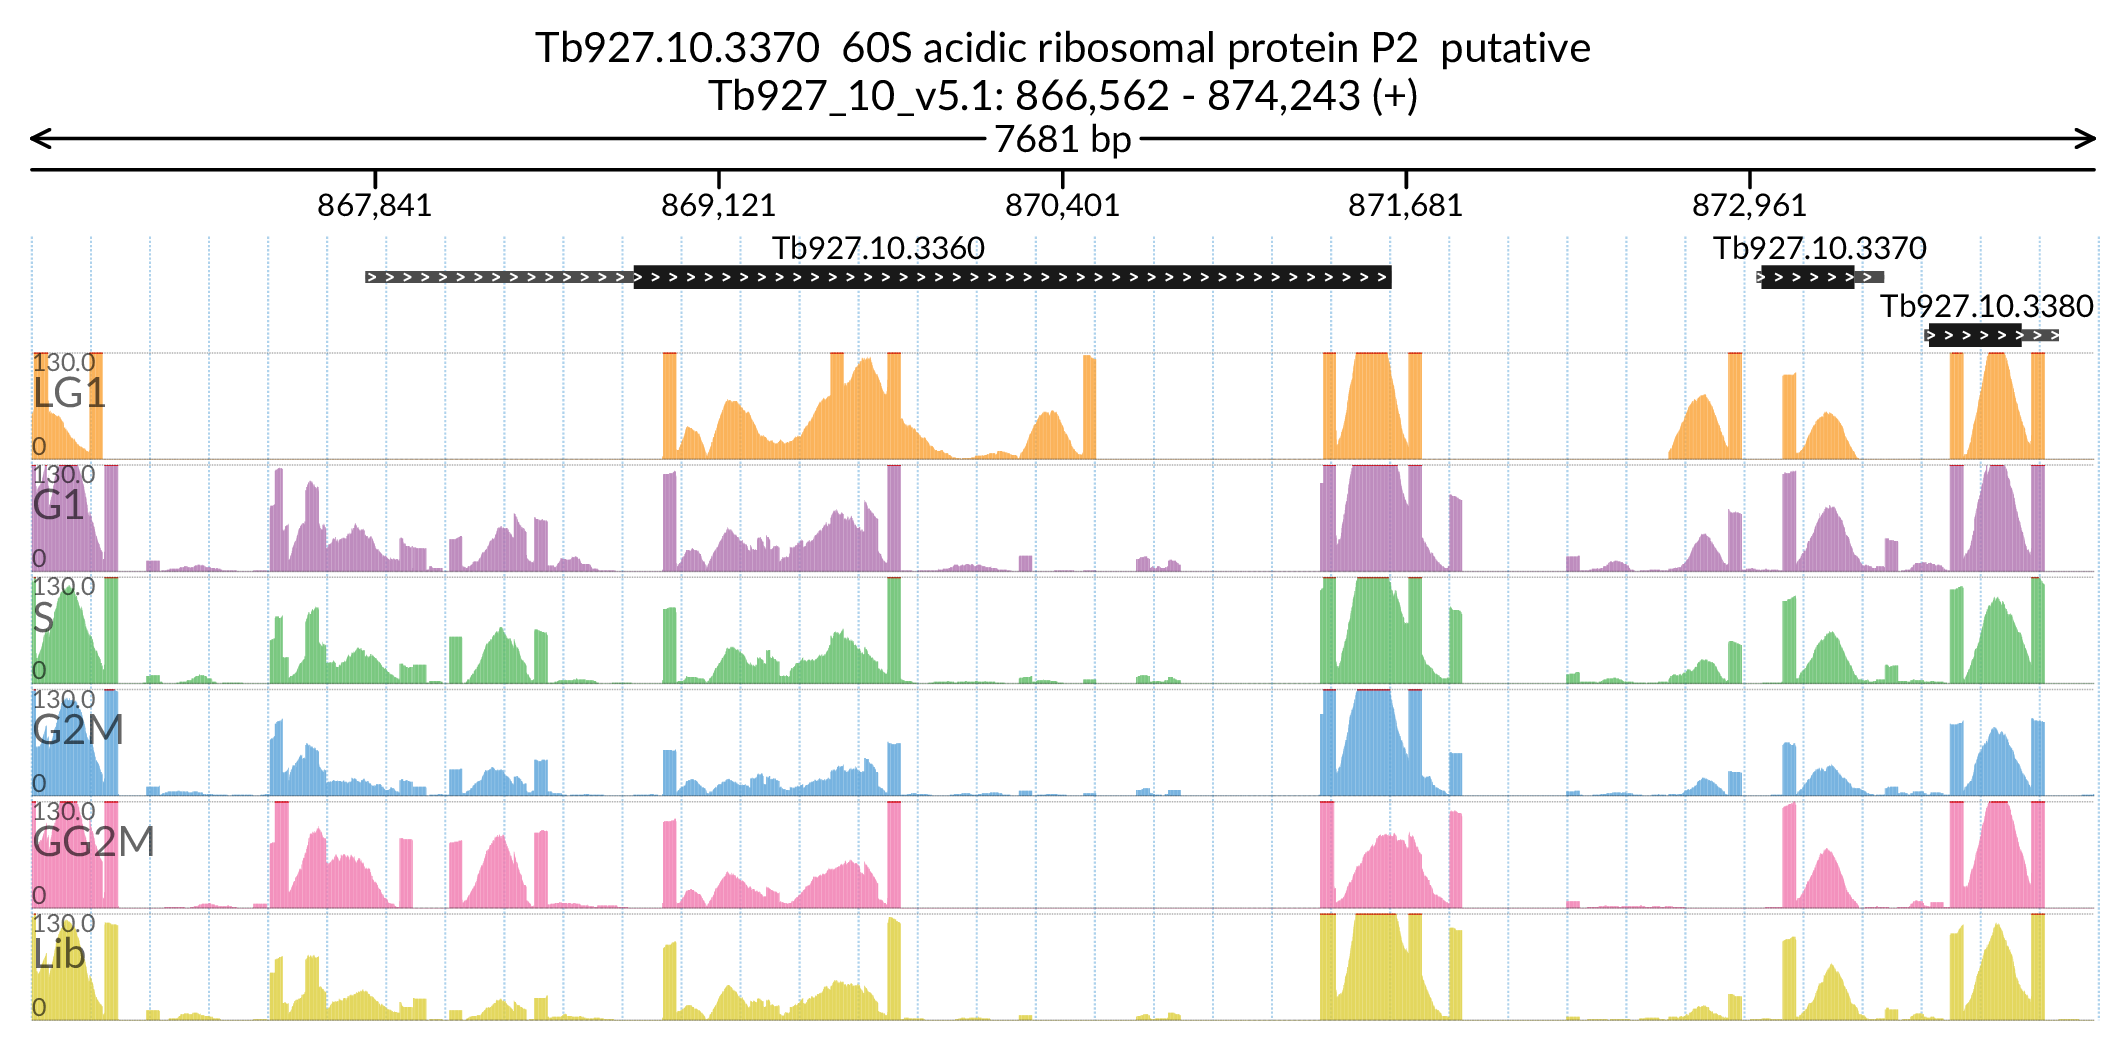 Tb927.10.3370  60S acidic ribosomal protein P2  putative
Tb927_10_v5.1: 866,562 - 874,243 (+)
7681 bp
867,841 869,121 870,401 871,681 872,961
Tb927.10.3360 Tb927.10.3370
Tb927.10.3380
130.0
LG1
0
130.0
G1
0
130.0
S
0
130.0
G2M
0
130.0
GG2M
0
130.0
Lib
0